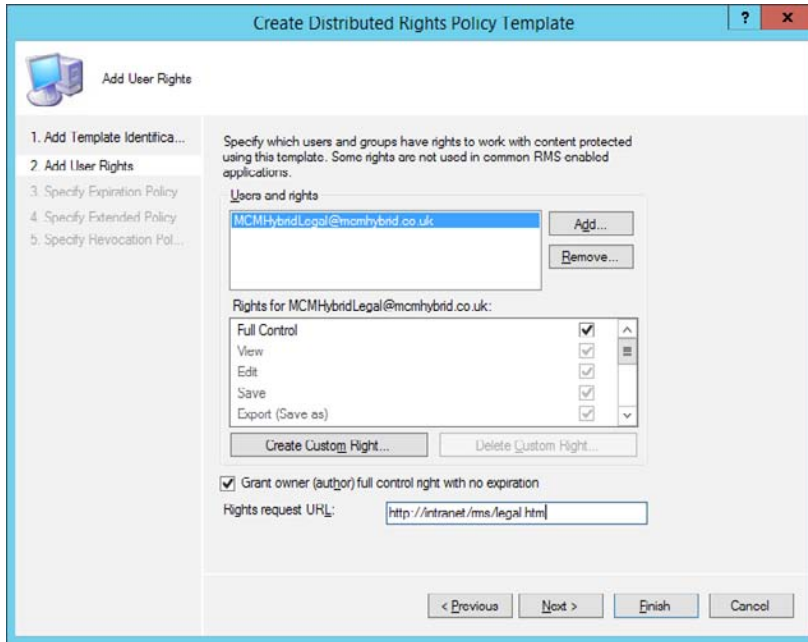 Create Distributed Rights Policy Template
?
x
Add User Rights
1. Add Template Identifica...
2. Add User Rights
3. Specify Expiration Policy
4. Specify Extended Policy
5. Specify Revocation Pol...
Specify which users and groups have rights to work with content protected
using this template. Some rights are not used in common RMS enabled
applications.
Users and rights
MCMHybridLegal@mcmhybrid.co.uk
Add...
Remove...
Rights for MCMHybridLegal@mcmhybrid.co.uk:
Full Control
View
Edit
Save
Export (Save as)
Create Custom Right...
Delete Custom Right...
Grant owner (author) full control right with no expiration
Rights request URL:
http://intranet/rms/legal.htm
< Previous
Next >
Finish
Cancel